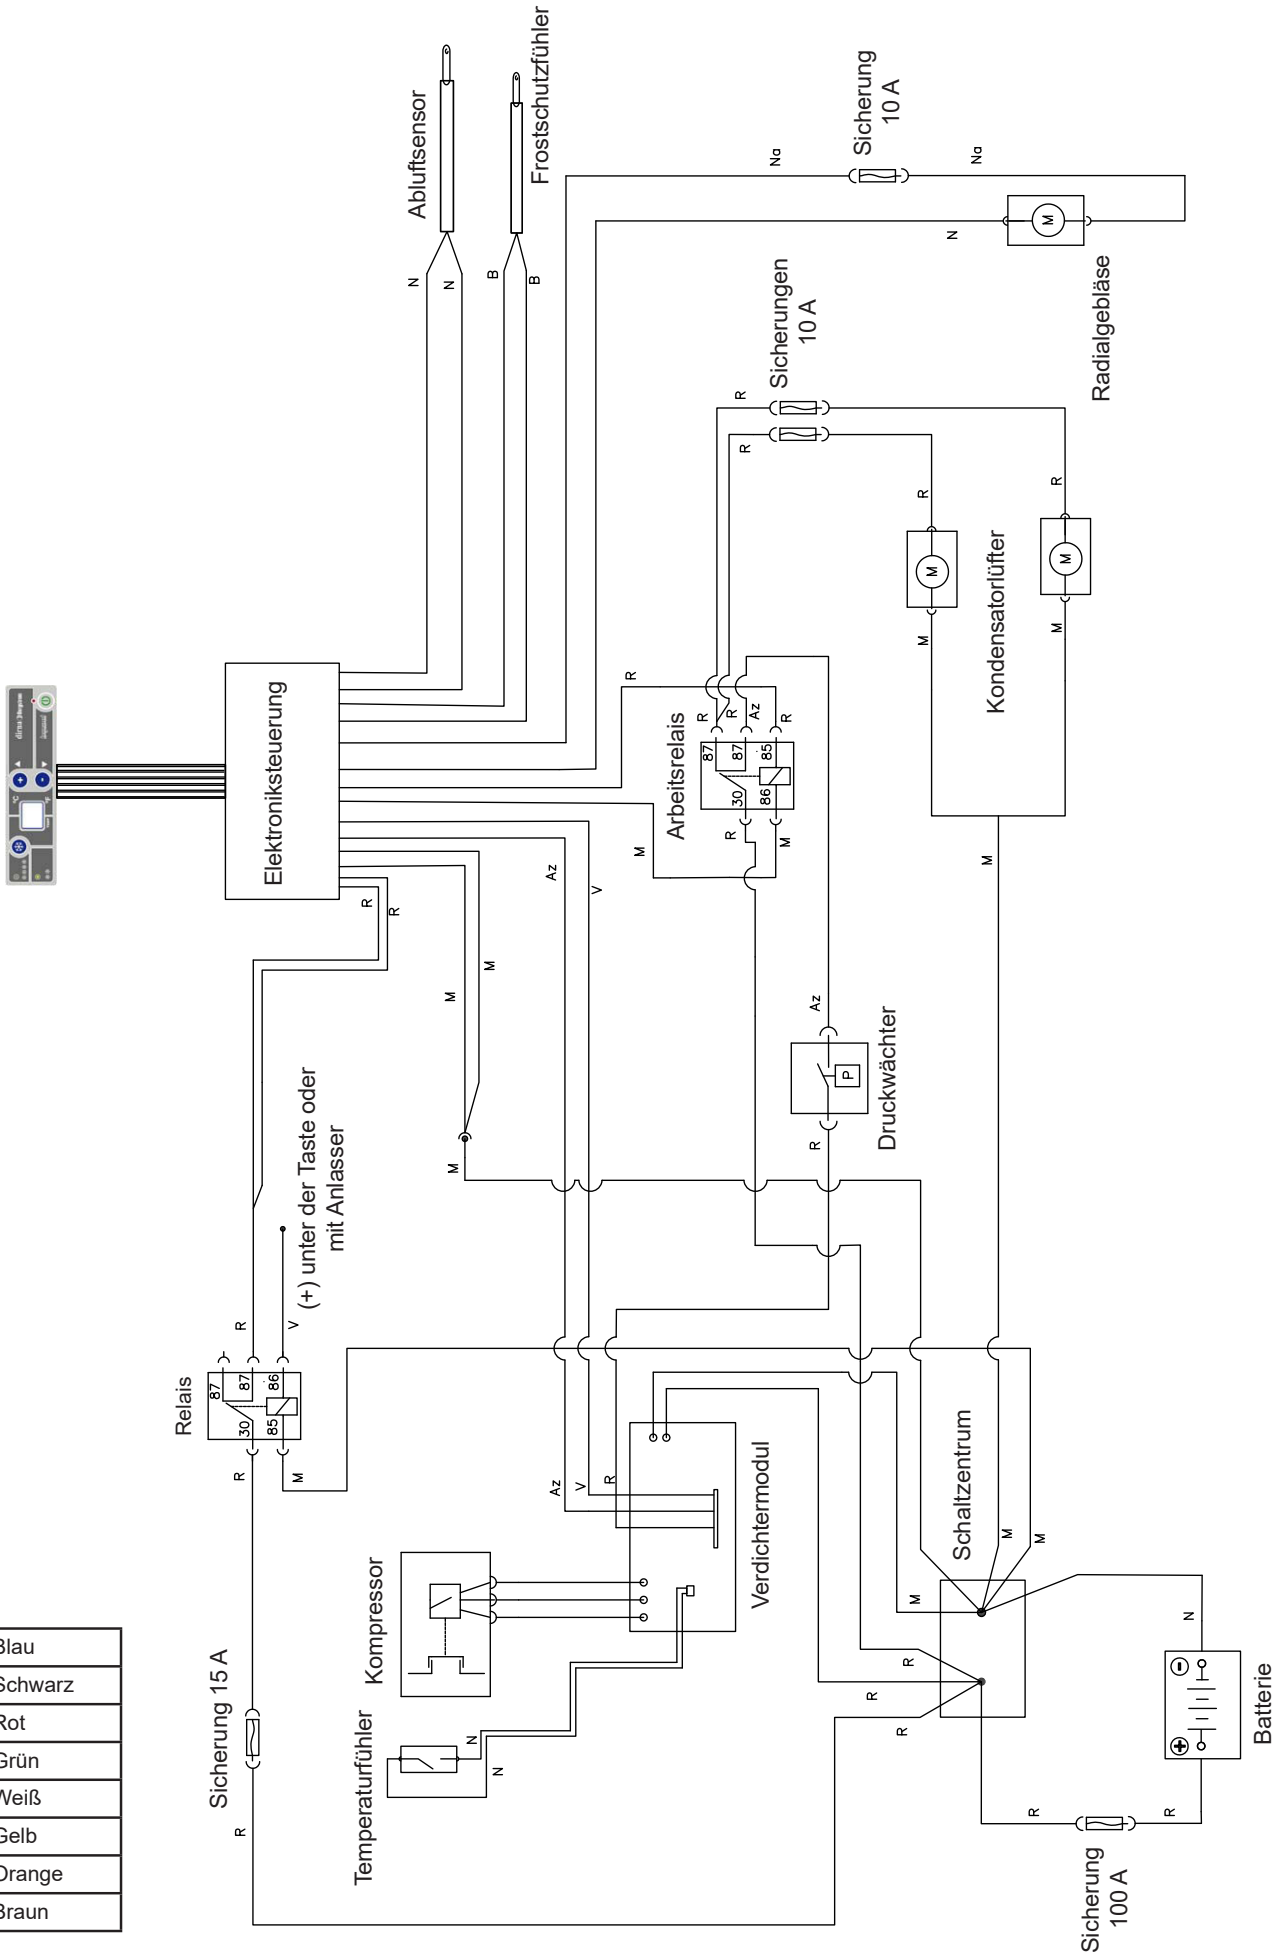 Abluftsensor
Frostschutzfühler
Sicherung
10 A
Na
Na
N
N
B
B
N
M
Radialgebläse
Sicherungen
10 A
R
R
R
R
M
M
Kondensatorlüfter
M
M
M
Elektroniksteuerung
R
R
Arbeitsrelais
R
R
R
Az
R
87
87
85
30
86
R
M
M
Az
V
M
M
M
(+) unter der Taste oder
mit Anlasser
Az
P
Druckwächter
R
Relais
R
V
87
87
86
30
85
R
M
Az
V
R
Verdichtermodul
Kompressor
Temperaturfühler
N
N
Sicherung 15 A
R
Schaltzentrum
M
M
M
R
R
R
N
Batterie
R
R
Sicherung
100 A
Blau
Schwarz
Rot
Grün
Weiß
Gelb
Orange
Braun